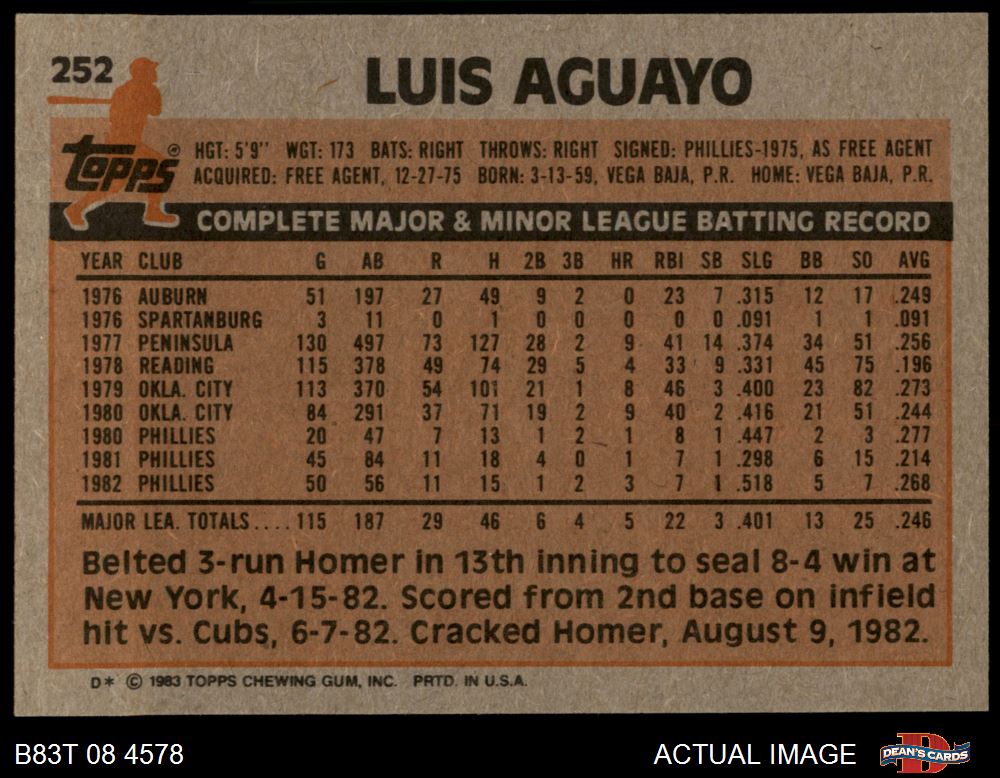 252
LUIS AGUAYO
Topps®
HGT: 5'9'' WGT: 173 BATS: RIGHT THROWS: RIGHT SIGNED: PHILLIES-1975, AS FREE AGENT
ACQUIRED: FREE AGENT, 12-27-75 BORN: 3-13-59, VEGA BAJA, P.R. HOME: VEGA BAJA, P.R.
COMPLETE MAJOR & MINOR LEAGUE BATTING RECORD
YEAR CLUB G AB R H 2B 3B HR RBI SB SLG BB SO AVG
1976 AUBURN 51 197 27 49 9 2 0 23 7 .315 12 17 .249
1976 SPARTANBURG 3 11 0 1 0 0 0 0 0 .091 1 1 .091
1977 PENINSULA 130 497 73 127 28 2 9 41 14 .374 34 51 .256
1978 READING 115 378 49 74 29 5 4 33 9 .331 45 75 .196
1979 OKLA. CITY 113 370 54 101 21 1 8 46 3 .400 23 82 .273
1980 OKLA. CITY 84 291 37 71 19 2 9 40 2 .416 21 51 .244
1980 PHILLIES 20 47 7 13 1 2 1 8 1 .447 2 3 .277
1981 PHILLIES 45 84 11 18 4 0 1 7 1 .298 6 15 .214
1982 PHILLIES 50 56 11 15 1 2 3 7 1 .518 5 7 .268
MAJOR LEA. TOTALS.... 115 187 29 46 6 4 5 22 3 .401 13 25 .246
Belted 3-run Homer in 13th inning to seal 8-4 win at
New York, 4-15-82. Scored from 2nd base on infield
hit vs. Cubs, 6-7-82. Cracked Homer, August 9, 1982.
D* © 1983 TOPPS CHEWING GUM, INC. PRTD. IN U.S.A.
B83T 08 4578
ACTUAL IMAGE
DEAN'S CARDS